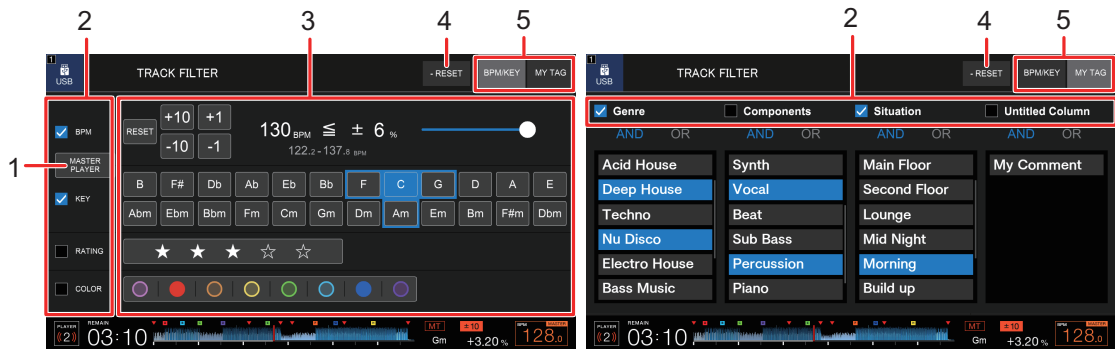 2 3 4 5
1 USB TRACK FILTER - RESET BPM/KEY MY TAG
BPM RESET +10 +1 -10 -1 130 BPM ≦ ± 6 %
122.2 - 137.8 BPM
1
MASTER PLAYER
KEY
B F# Db Ab Eb Bb F C G D A E
Abm Ebm Bbm Fm Cm Gm Dm Am Em Bm F#m Dbm
RATING ★ ★ ★ ☆ ☆
COLOR
PLAYER 2 REMAIN 03:10 MT ±10 Gm +3.20 % BPM MASTER 128.0
2 4 5
1 USB TRACK FILTER - RESET BPM/KEY MY TAG
Genre Components Situation Untitled Column
AND OR AND OR AND OR AND OR
Acid House Synth Main Floor My Comment
Deep House Vocal Second Floor
Techno Beat Lounge
Nu Disco Sub Bass Mid Night
Electro House Percussion Morning
Bass Music Piano Build up
PLAYER 2 REMAIN 03:10 MT ±10 Gm +3.20 % BPM MASTER 128.0